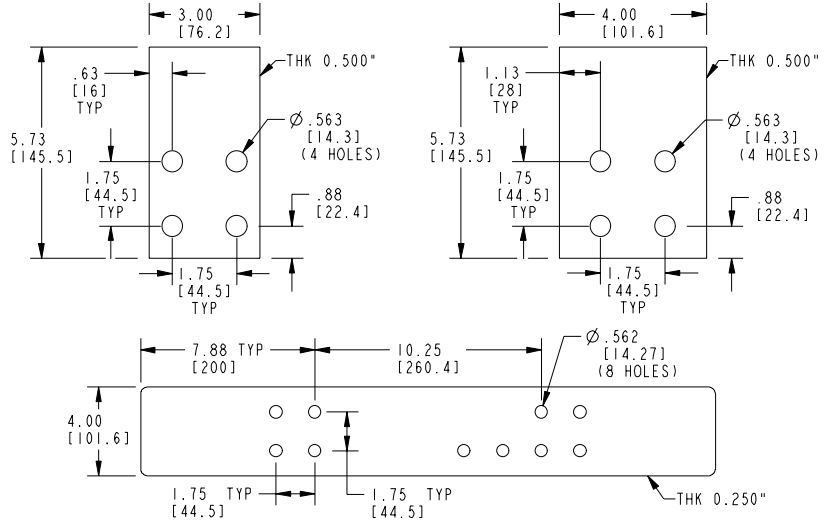 3.00
[76.2]
.63
[16]
TYP
THK 0.500"
Ø .563
[14.3]
(4 HOLES)
5.73
[145.5]
1.75
[44.5]
TYP
.88
[22.4]
1.75
[44.5]
TYP
4.00
[101.6]
1.13
[28]
TYP
THK 0.500"
Ø .563
[14.3]
(4 HOLES)
5.73
[145.5]
1.75
[44.5]
TYP
.88
[22.4]
1.75
[44.5]
TYP
7.88 TYP
[200]
10.25
[260.4]
Ø .562
[14.27]
(8 HOLES)
4.00
[101.6]
1.75 TYP
[44.5]
1.75 TYP
[44.5]
THK 0.250"